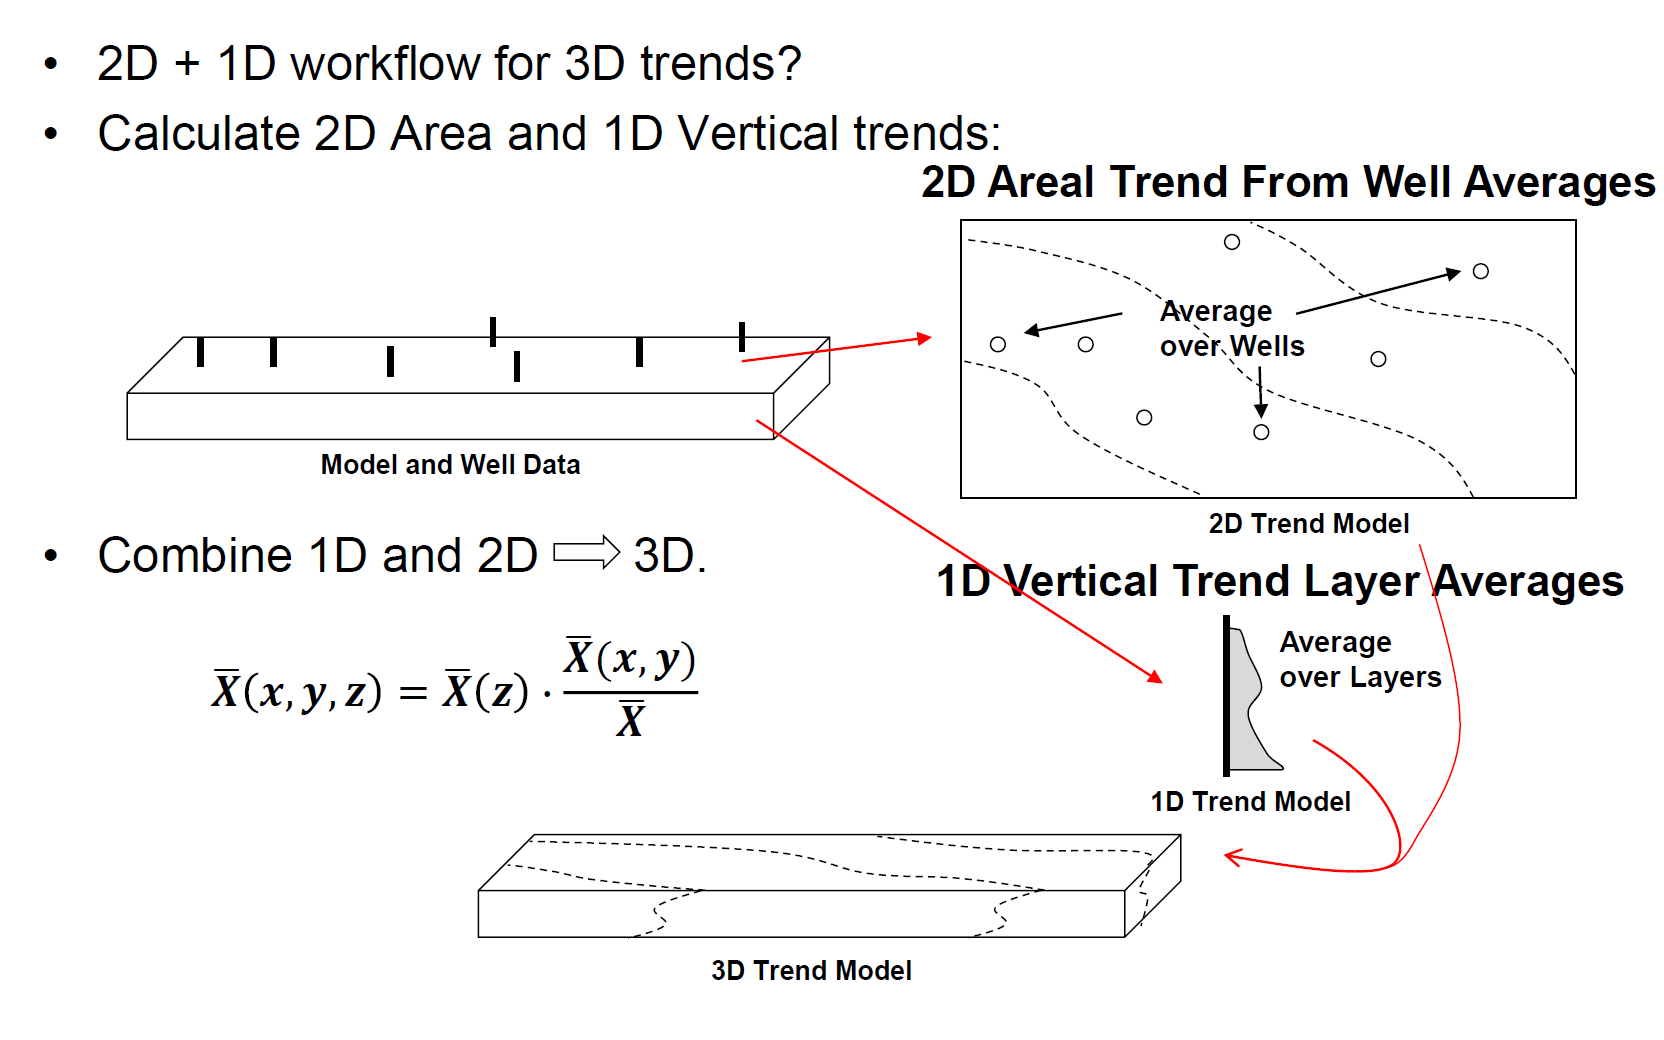 • 2D + 1D workflow for 3D trends?
• Calculate 2D Area and 1D Vertical trends:
2D Areal Trend From Well Averages
Average
over Wells
Model and Well Data
2D Trend Model
• Combine 1D and 2D ⇨ 3D.
1D Vertical Trend Layer Averages
X̅(x, y, z) = X̅(z) · X̅(x, y) / X̅
Average
over Layers
1D Trend Model
3D Trend Model